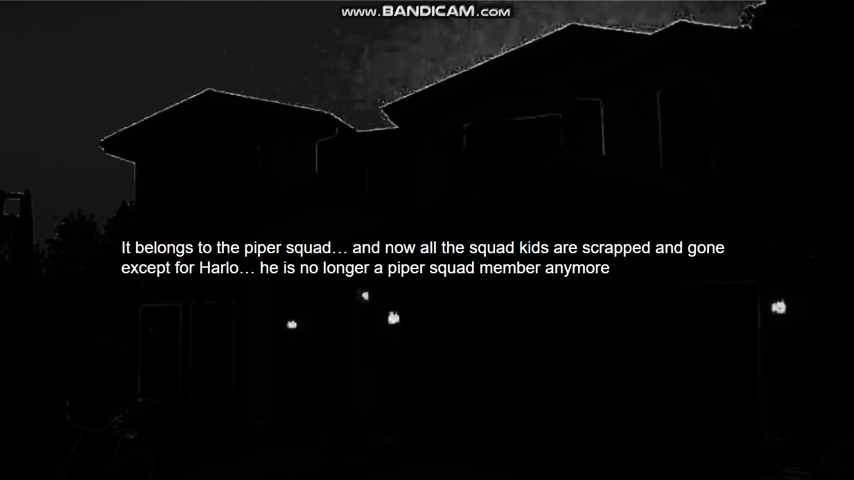 www.BANDICAM.com
It belongs to the piper squad… and now all the squad kids are scrapped and gone
except for Harlo… he is no longer a piper squad member anymore